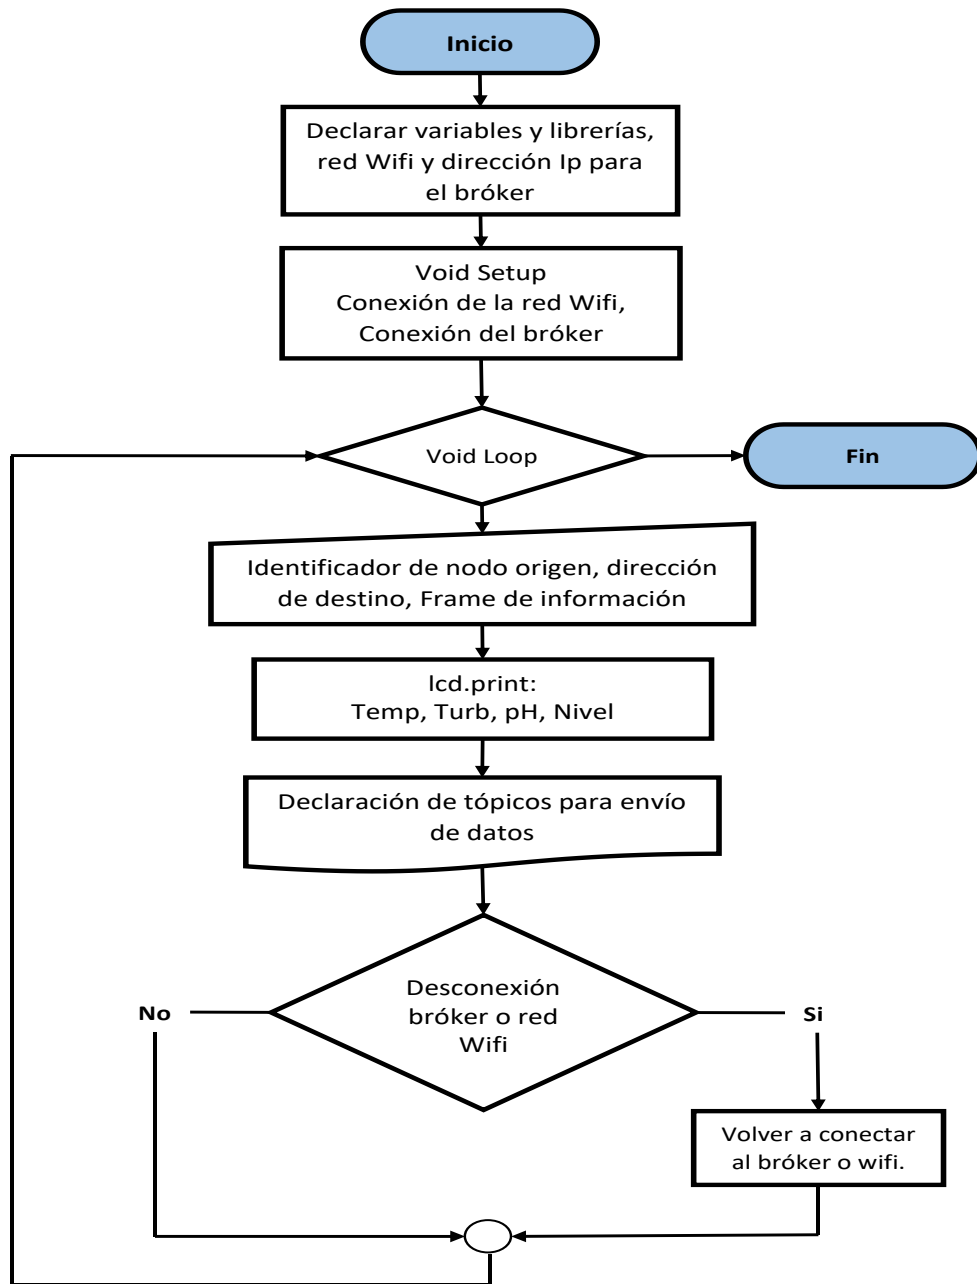 Inicio
Declarar variables y librerías,
red Wifi y dirección Ip para
el bróker
Void Setup
Conexión de la red Wifi,
Conexión del bróker
Void Loop
Fin
Identificador de nodo origen, dirección
de destino, Frame de información
lcd.print:
Temp, Turb, pH, Nivel
Declaración de tópicos para envío
de datos
Desconexión
bróker o red
Wifi
No
Si
Volver a conectar
al bróker o wifi.